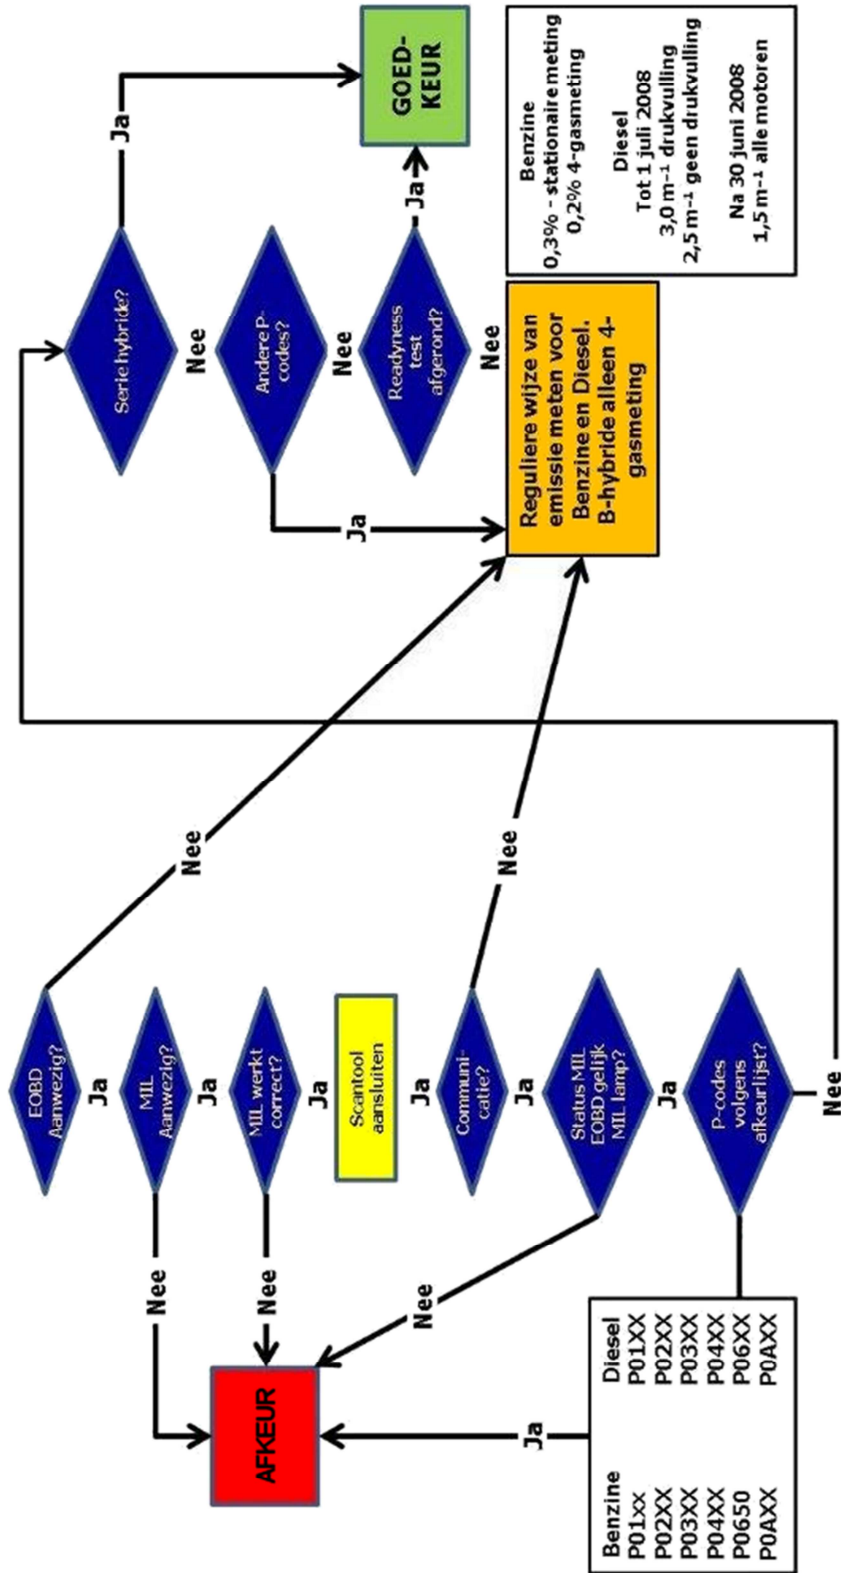 EOBD
Aanwezig?
Nee
Ja
MIL
Aanwezig?
Nee
Ja
MIL werkt
correct?
Nee
Ja
AFKEUR
Scantool
aansluiten
Ja
Communi-
catie?
Nee
Ja
Status MIL
EOBD gelijk
MIL lamp?
Nee
Ja
P-codes
volgens
afkeurlijst?
Nee
Ja
Benzine Diesel
P01xx P01XX
P02XX P02XX
P03XX P03XX
P04XX P04XX
P0650 P06XX
P0AXX P0AXX
Serie hybride?
Ja
Nee
Andere P-
codes?
Ja
Nee
Readyness
test
afgerond?
Ja
Nee
GOED-
KEUR
Reguliere wijze van
emissie meten voor
Benzine en Diesel.
B-hybride alleen 4-
gasmeting
Benzine
0,3% - stationaire meting
0,2% 4-gasmeting
Diesel
Tot 1 juli 2008
3,0 m⁻¹ drukvulling
2,5 m⁻¹ geen drukvulling
Na 30 juni 2008
1,5 m⁻¹ alle motoren